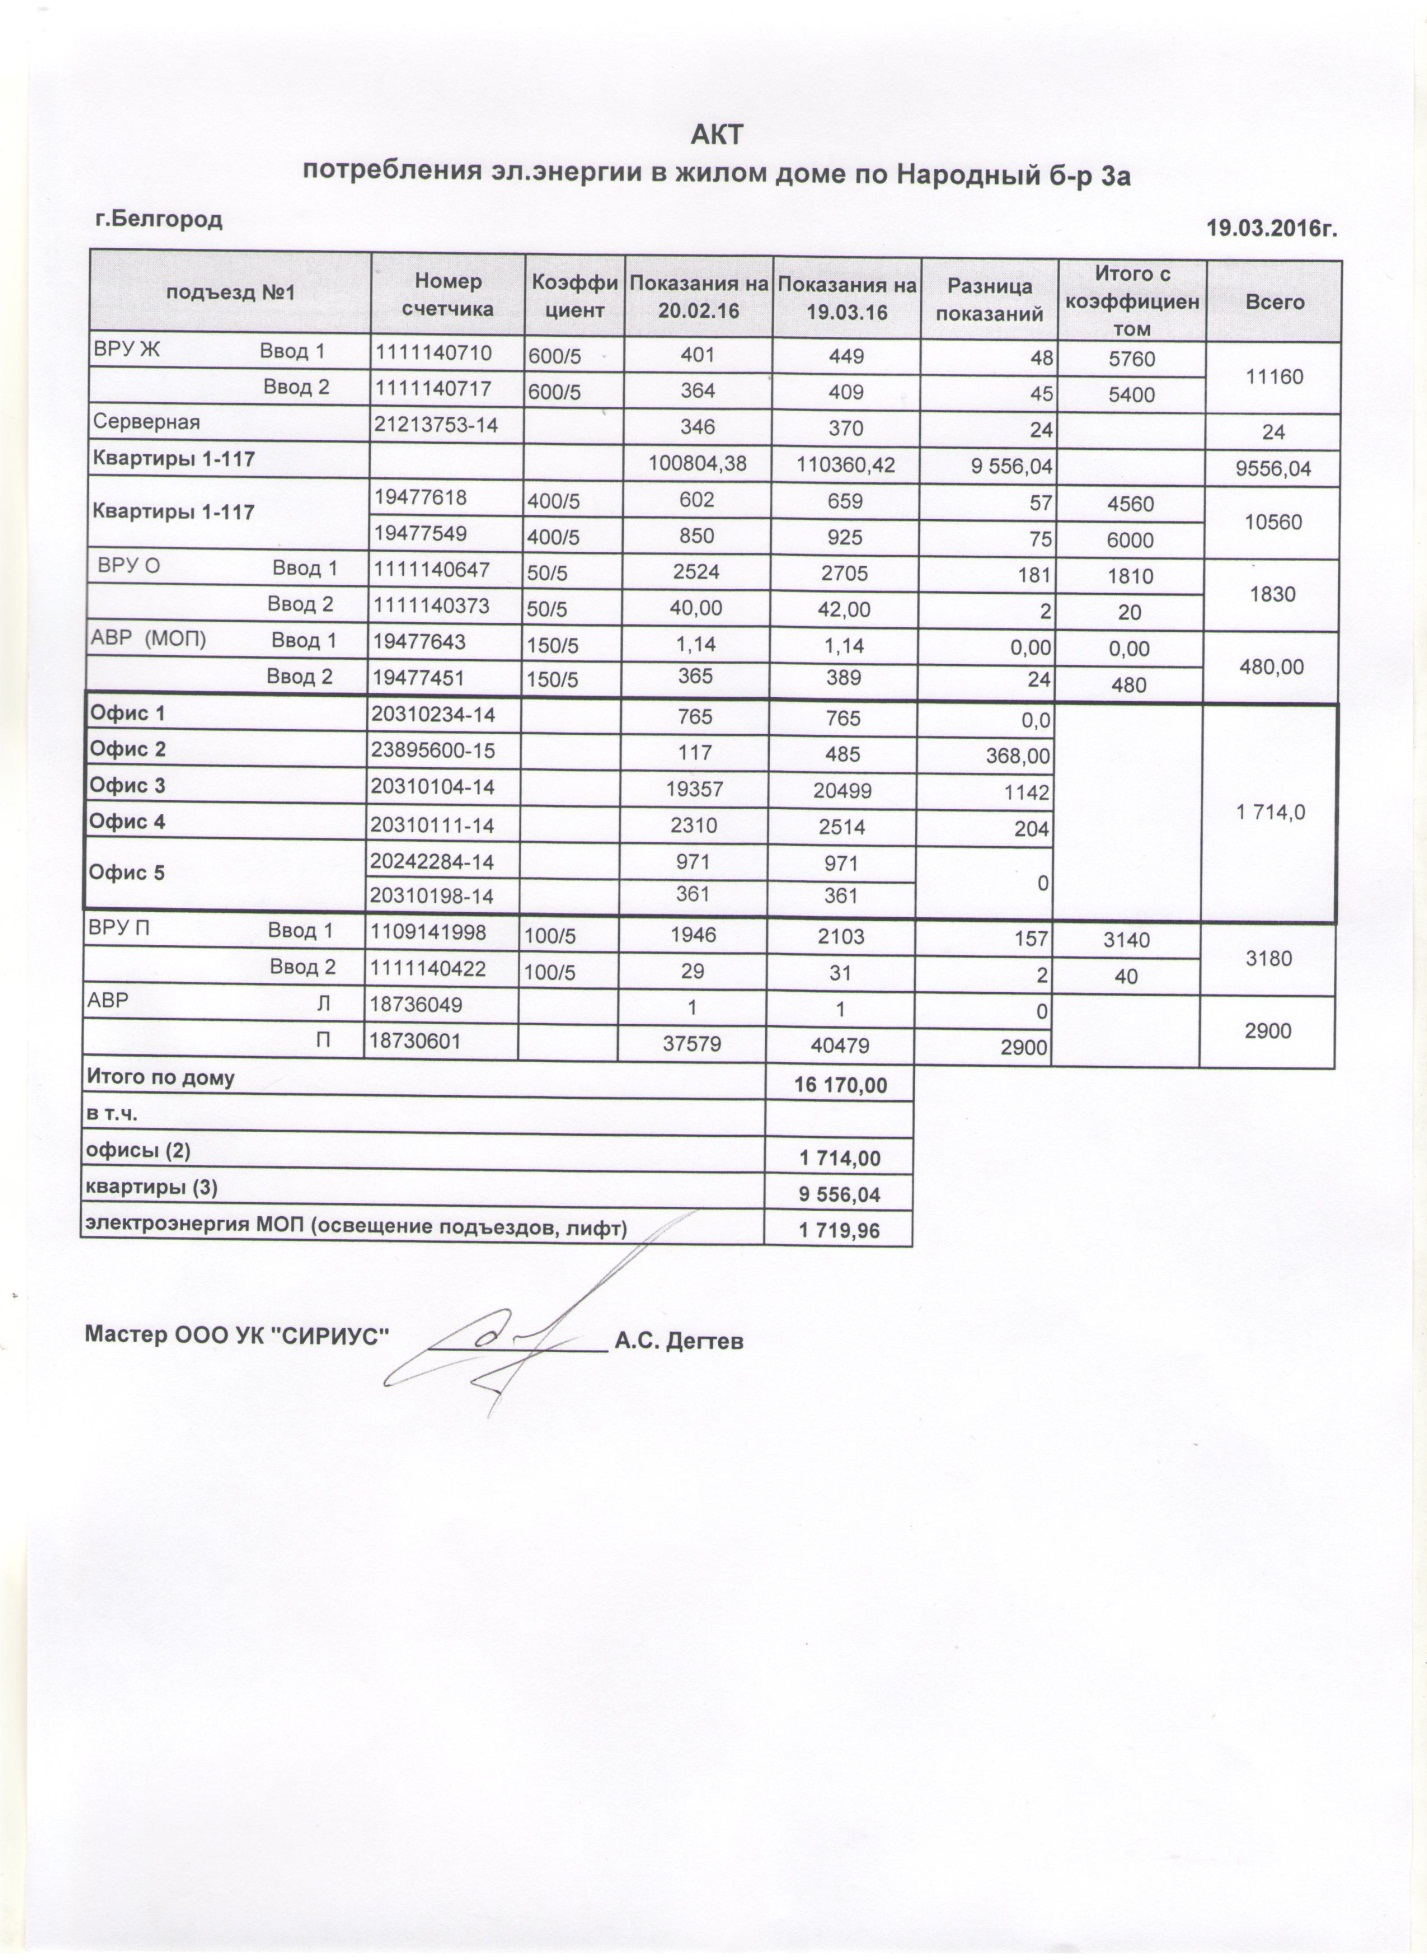 АКТ
потребления эл.энергии в жилом доме по Народный б-р 3а
г.Белгород 19.03.2016г.
подъезд №1 Номер счетчика Коэффи циент Показания на 20.02.16 Показания на 19.03.16 Разница показаний Итого с коэффициен том Всего
ВРУ Ж Ввод 1 1111140710 600/5 401 449 48 5760 11160
Ввод 2 1111140717 600/5 364 409 45 5400
Серверная 21213753-14 346 370 24 24
Квартиры 1-117 100804,38 110360,42 9 556,04 9556,04
Квартиры 1-117 19477618 400/5 602 659 57 4560 10560
19477549 400/5 850 925 75 6000
ВРУ О Ввод 1 1111140647 50/5 2524 2705 181 1810 1830
Ввод 2 1111140373 50/5 40,00 42,00 2 20
АВР (МОП) Ввод 1 19477643 150/5 1,14 1,14 0,00 0,00 480,00
Ввод 2 19477451 150/5 365 389 24 480
Офис 1 20310234-14 765 765 0,0 1 714,0
Офис 2 23895600-15 117 485 368,00
Офис 3 20310104-14 19357 20499 1142
Офис 4 20310111-14 2310 2514 204
Офис 5 20242284-14 971 971 0
20310198-14 361 361
ВРУ П Ввод 1 1109141998 100/5 1946 2103 157 3140 3180
Ввод 2 1111140422 100/5 29 31 2 40
АВР Л 18736049 1 1 0 2900
П 18730601 37579 40479 2900
Итого по дому 16 170,00
в т.ч.
офисы (2) 1 714,00
квартиры (3) 9 556,04
электроэнергия МОП (освещение подъездов, лифт) 1 719,96
Мастер ООО УК "СИРИУС" А.С. Дегтев